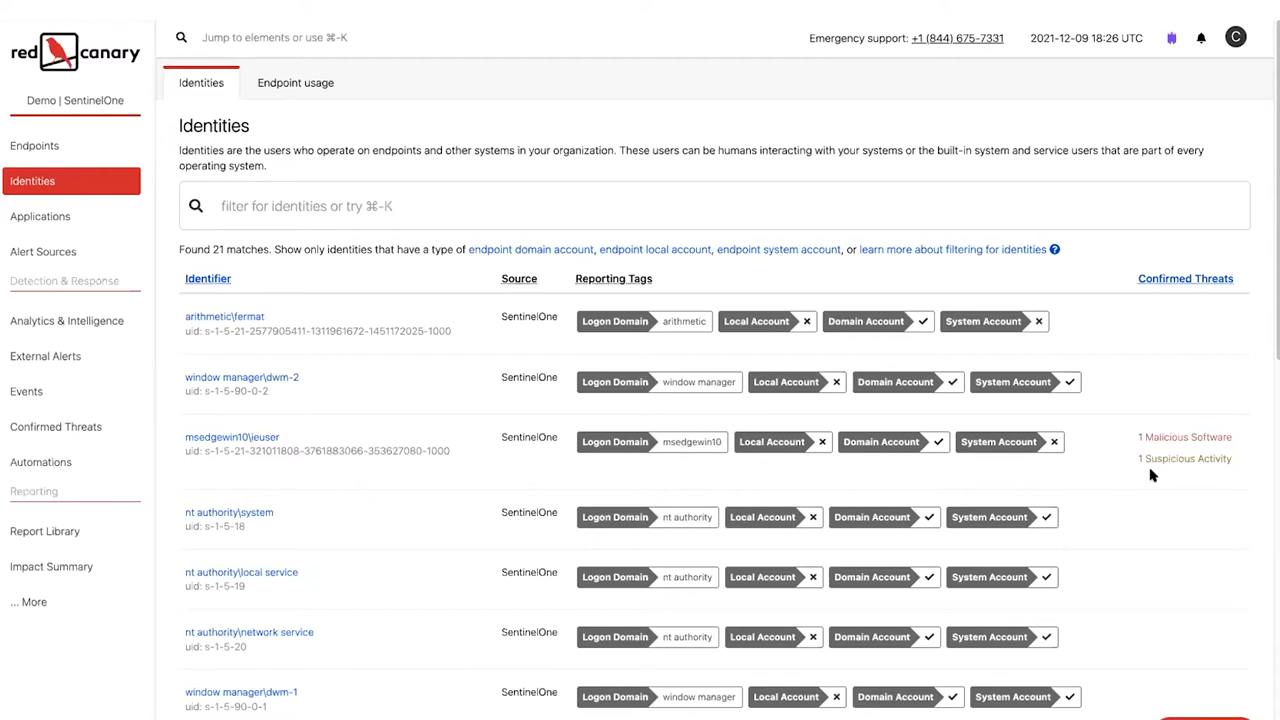 red canary
Demo | SentinelOne
Endpoints
Identities
Applications
Alert Sources
Detection & Response
Analytics & Intelligence
External Alerts
Events
Confirmed Threats
Automations
Reporting
Report Library
Impact Summary
... More
Jump to elements or use ⌘-K
Emergency support: +1 (844) 675-7331 2021-12-09 18:26 UTC C
Identities Endpoint usage
Identities
Identities are the users who operate on endpoints and other systems in your organization. These users can be humans interacting with your systems or the built-in system and service users that are part of every
operating system.
filter for identities or try ⌘-K
Found 21 matches. Show only identities that have a type of endpoint domain account, endpoint local account, endpoint system account, or learn more about filtering for identities ?
Identifier Source Reporting Tags Confirmed Threats
arithmetic\fermat SentinelOne Logon Domain arithmetic Local Account × Domain Account ✓ System Account ×
uid: s-1-5-21-2577905411-1311961672-1451172025-1000
window manager\dwm-2 SentinelOne Logon Domain window manager Local Account × Domain Account ✓ System Account ✓
uid: s-1-5-90-0-2
msedgewin10\ieuser SentinelOne Logon Domain msedgewin10 Local Account × Domain Account ✓ System Account × 1 Malicious Software
uid: s-1-5-21-321011808-3761883066-353627080-1000 1 Suspicious Activity
nt authority\system SentinelOne Logon Domain nt authority Local Account × Domain Account ✓ System Account ✓
uid: s-1-5-18
nt authority\local service SentinelOne Logon Domain nt authority Local Account × Domain Account ✓ System Account ✓
uid: s-1-5-19
nt authority\network service SentinelOne Logon Domain nt authority Local Account × Domain Account ✓ System Account ✓
uid: s-1-5-20
window manager\dwm-1 SentinelOne Logon Domain window manager Local Account × Domain Account ✓ System Account ✓
uid: s-1-5-90-0-1